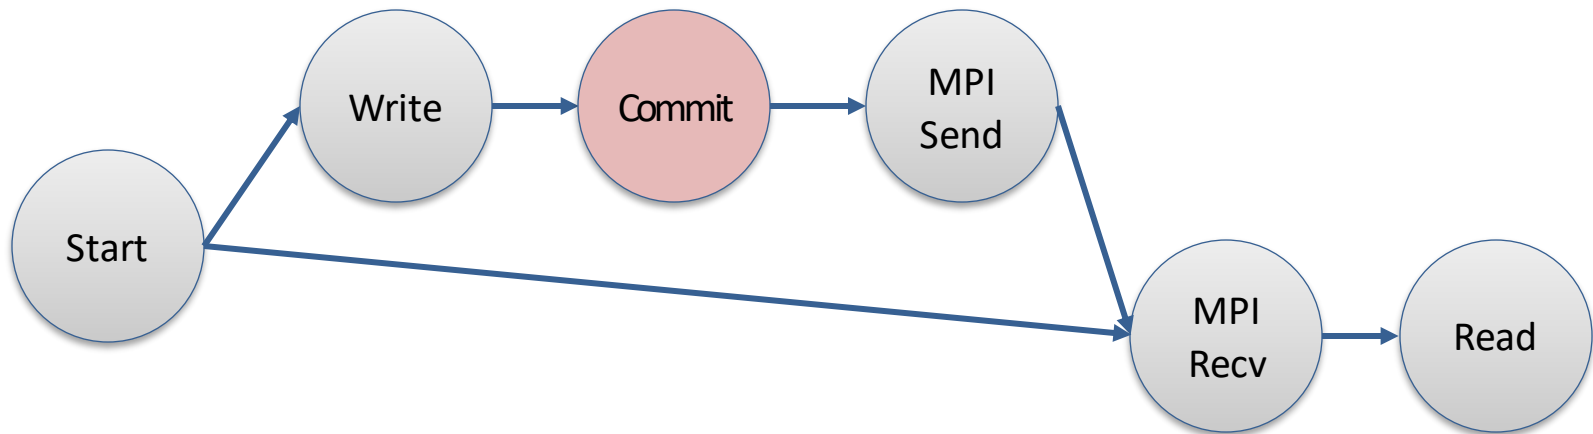 Start
Write
Commit
MPI
Send
MPI
Recv
Read